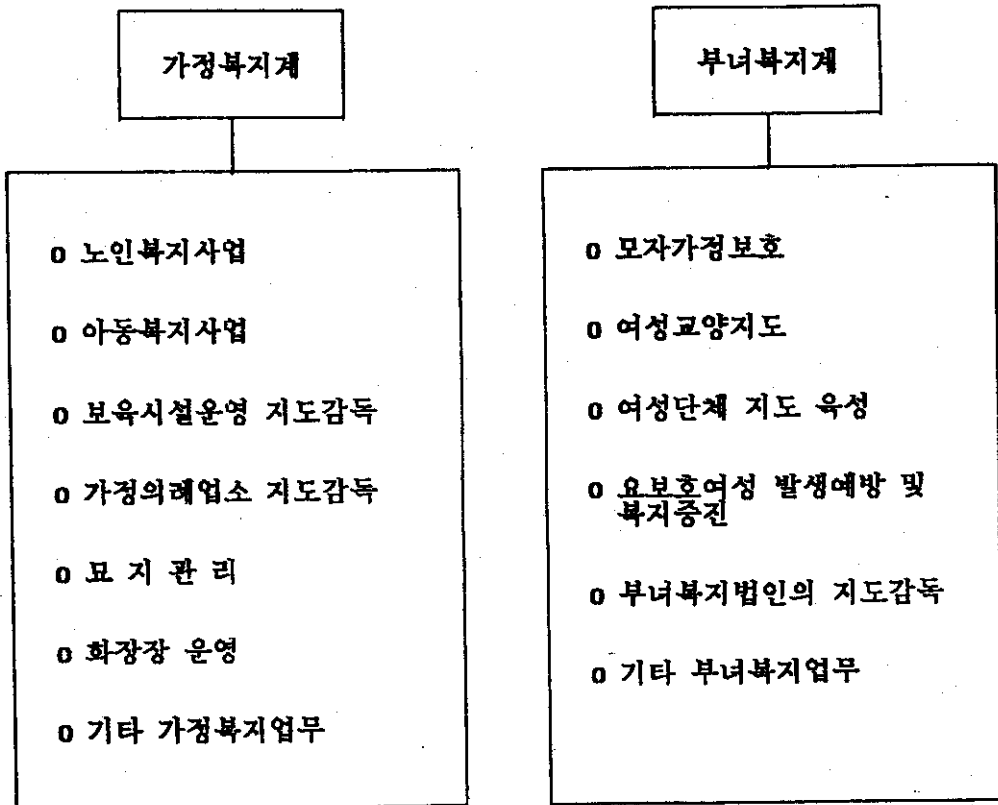 가정복지계
o 노인복지사업
o 아동복지사업
o 보육시설운영 지도감독
o 가정의례업소 지도감독
o 묘 지 관 리
o 화장장 운영
o 기타 가정복지업무
부녀복지계
o 모자가정보호
o 여성교양지도
o 여성단체 지도 육성
o 요보호여성 발생예방 및
복지증진
o 부녀복지법인의 지도감독
o 기타 부녀복지업무